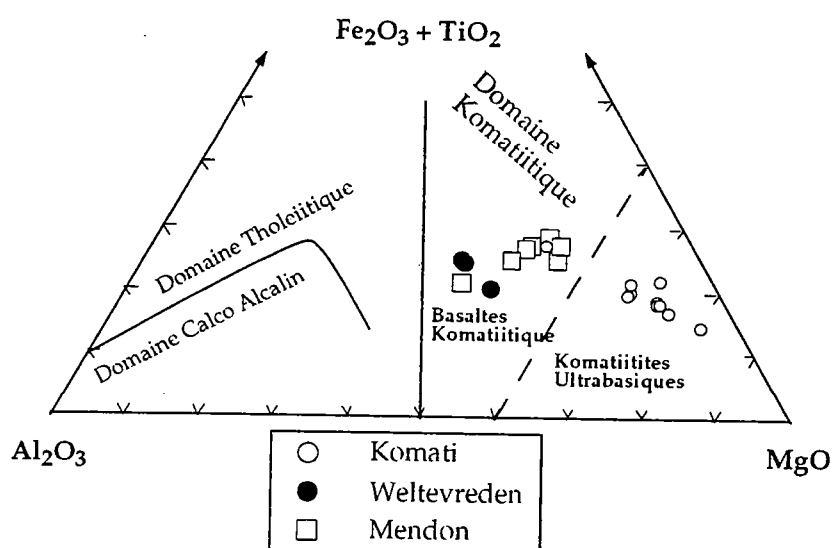 Fe₂O₃ + TiO₂
Domaine
Komatiitique
Domaine Tholeiitique
Domaine Calco Alcalin
Basaltes
Komatiitique
Komatiitites
Ultrabasiques
Al₂O₃
MgO
Komati
Weltevreden
Mendon